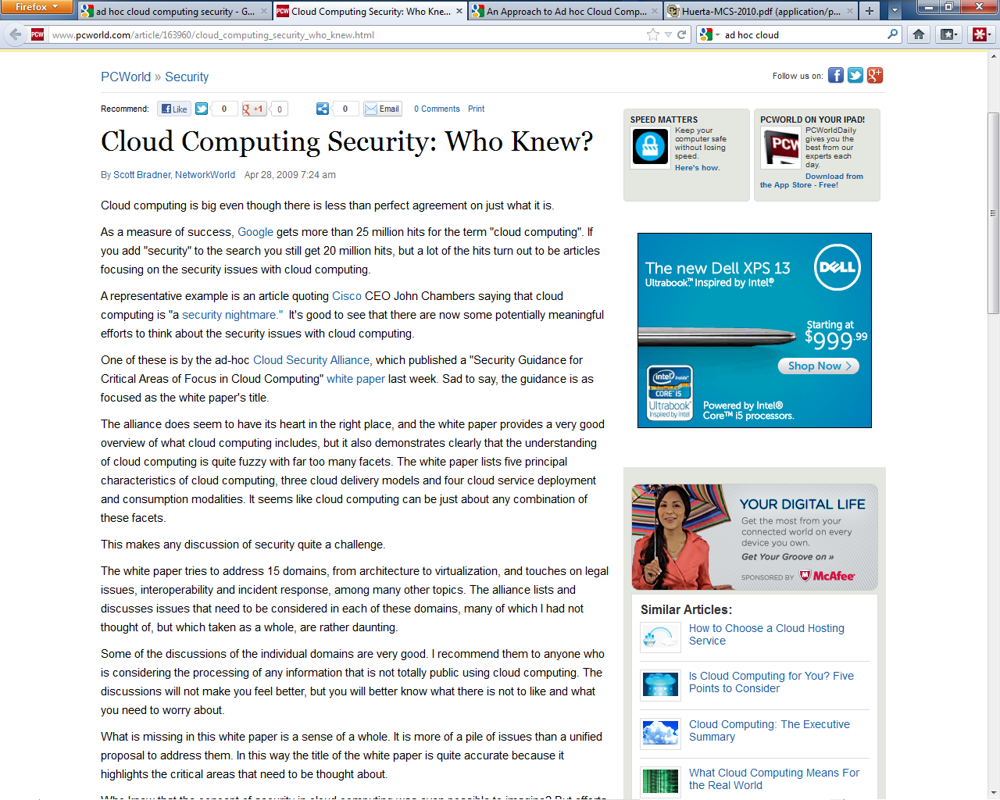 Firefox
ad hoc cloud computing security - G...
Cloud Computing Security: Who Kne...
An Approach to Ad hoc Cloud Comp...
Huerta-MCS-2010.pdf (application/p...
www.pcworld.com/article/163960/cloud_computing_security_who_knew.html
ad hoc cloud
PCWorld » Security
Follow us on:
Recommend: Like 0 +1 0 0 Email 0 Comments Print
Cloud Computing Security: Who Knew?
By Scott Bradner, NetworkWorld Apr 28, 2009 7:24 am
Cloud computing is big even though there is less than perfect agreement on just what it is.
As a measure of success, Google gets more than 25 million hits for the term "cloud computing". If
you add "security" to the search you still get 20 million hits, but a lot of the hits turn out to be articles
focusing on the security issues with cloud computing.
A representative example is an article quoting Cisco CEO John Chambers saying that cloud
computing is "a security nightmare." It's good to see that there are now some potentially meaningful
efforts to think about the security issues with cloud computing.
One of these is by the ad-hoc Cloud Security Alliance, which published a "Security Guidance for
Critical Areas of Focus in Cloud Computing" white paper last week. Sad to say, the guidance is as
focused as the white paper's title.
The alliance does seem to have its heart in the right place, and the white paper provides a very good
overview of what cloud computing includes, but it also demonstrates clearly that the understanding
of cloud computing is quite fuzzy with far too many facets. The white paper lists five principal
characteristics of cloud computing, three cloud delivery models and four cloud service deployment
and consumption modalities. It seems like cloud computing can be just about any combination of
these facets.
This makes any discussion of security quite a challenge.
The white paper tries to address 15 domains, from architecture to virtualization, and touches on legal
issues, interoperability and incident response, among many other topics. The alliance lists and
discusses issues that need to be considered in each of these domains, many of which I had not
thought of, but which taken as a whole, are rather daunting.
Some of the discussions of the individual domains are very good. I recommend them to anyone who
is considering the processing of any information that is not totally public using cloud computing. The
discussions will not make you feel better, but you will better know what there is not to like and what
you need to worry about.
What is missing in this white paper is a sense of a whole. It is more of a pile of issues than a unified
proposal to address them. In this way the title of the white paper is quite accurate because it
highlights the critical areas that need to be thought about.
SPEED MATTERS
Keep your
computer safe
without losing
speed.
Here's how.
PCWORLD ON YOUR IPAD!
PCW
PCWorldDaily
gives you the
best from our
experts each
day.
Download from
the App Store - Free!
The new Dell XPS 13
Ultrabook™ Inspired by Intel®
DELL
Starting at
$999.99
Shop Now
intel inside
CORE i5
Ultrabook
Inspired by Intel
Powered by Intel®
Core™ i5 processors.
YOUR DIGITAL LIFE
Get the most from your
connected world on every
device you own.
Get Your Groove on »
SPONSORED BY McAfee
Similar Articles:
How to Choose a Cloud Hosting
Service
Is Cloud Computing for You? Five
Points to Consider
Cloud Computing: The Executive
Summary
What Cloud Computing Means For
the Real World